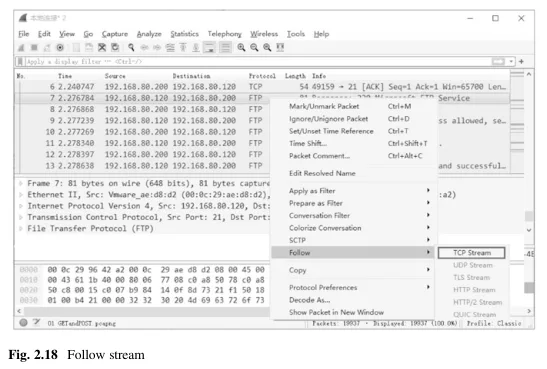 本地连接* 2
File Edit View Go Capture Analyze Statistics Telephony Wireless Tools Help
Apply a display filter ... <Ctrl-/>
No. Time Source Destination Protocol Length Info
6 2.240747 192.168.80.200 192.168.80.120 TCP 54 49159 → 21 [ACK] Seq=1 Ack=1 Win=65700 Len…
7 2.276784 192.168.80.120 192.168.80.200 FTP 81 Response: 220 Microsoft FTP Service
8 2.276868 192.168.80.200 192.168.80.120 FTP
9 2.277239 192.168.80.120 192.168.80.200 FTP ss allowed, se…
10 2.277269 192.168.80.200 192.168.80.120 FTP
11 2.278340 192.168.80.120 192.168.80.200 FTP
12 2.278397 192.168.80.200 192.168.80.120 FTP
13 2.278638 192.168.80.120 192.168.80.200 FTP and successful…
Mark/Unmark Packet Ctrl+M
Ignore/Unignore Packet Ctrl+D
Set/Unset Time Reference Ctrl+T
Time Shift... Ctrl+Shift+T
Packet Comment... Ctrl+Alt+C
Edit Resolved Name
Apply as Filter
Prepare as Filter
Conversation Filter
Colorize Conversation
SCTP
Follow
Copy
Protocol Preferences
Decode As...
Show Packet in New Window
TCP Stream
UDP Stream
TLS Stream
HTTP Stream
HTTP/2 Stream
QUIC Stream
Frame 7: 81 bytes on wire (648 bits), 81 bytes capture
Ethernet II, Src: Vmware_ae:d8:d2 (00:0c:29:ae:d8:d2), :a2)
Internet Protocol Version 4, Src: 192.168.80.120, Dst:
Transmission Control Protocol, Src Port: 21, Dst Port:
File Transfer Protocol (FTP)
0000 00 0c 29 96 42 a2 00 0c 29 ae d8 d2 08 00 45 00
0010 00 43 61 1b 40 00 80 06 77 08 c0 a8 50 78 c0 a8
0020 50 c8 00 15 c0 07 b9 84 14 0f 8d 73 21 f1 50 18
0030 01 00 b4 21 00 00 32 32 30 20 4d 69 63 72 6f 73
01 GETandPOST.pcapng Packets: 19937 · Displayed: 19937 (100.0%) Profile: Classic
Fig. 2.18 Follow stream